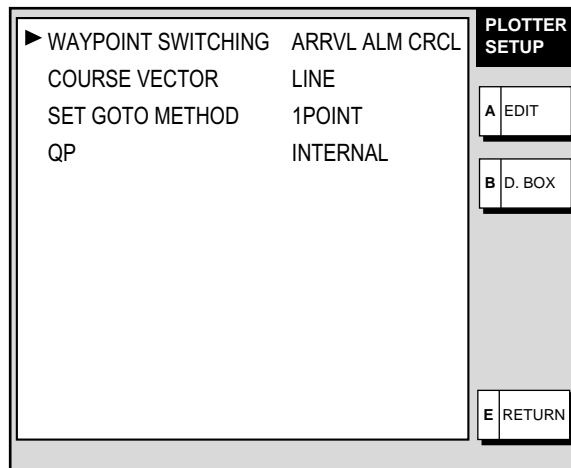 WAYPOINT SWITCHING ARRVL ALM CRCL
COURSE VECTOR LINE
SET GOTO METHOD 1POINT
QP INTERNAL
PLOTTER
SETUP
A EDIT
B D. BOX
E RETURN